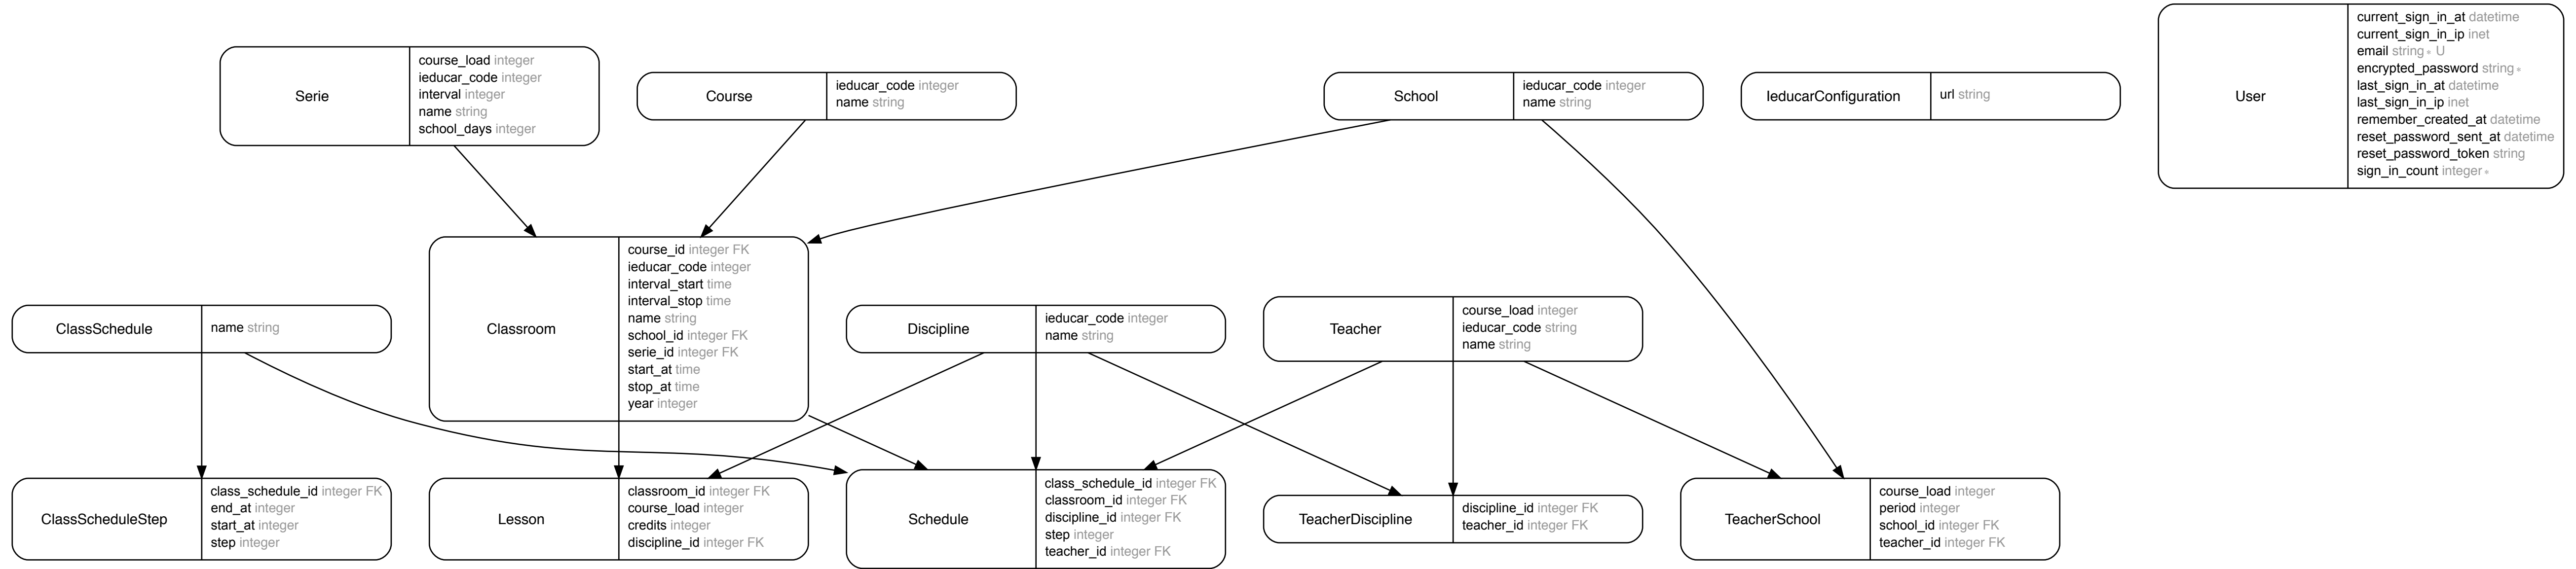 Serie
course_load integer
ieducar_code integer
interval integer
name string
school_days integer
Course
ieducar_code integer
name string
School
ieducar_code integer
name string
IeducarConfiguration
url string
User
current_sign_in_at datetime
current_sign_in_ip inet
email string * U
encrypted_password string *
last_sign_in_at datetime
last_sign_in_ip inet
remember_created_at datetime
reset_password_sent_at datetime
reset_password_token string
sign_in_count integer *
ClassSchedule
name string
Classroom
course_id integer FK
ieducar_code integer
interval_start time
interval_stop time
name string
school_id integer FK
serie_id integer FK
start_at time
stop_at time
year integer
Discipline
ieducar_code integer
name string
Teacher
course_load integer
ieducar_code string
name string
ClassScheduleStep
class_schedule_id integer FK
end_at integer
start_at integer
step integer
Lesson
classroom_id integer FK
course_load integer
credits integer
discipline_id integer FK
Schedule
class_schedule_id integer FK
classroom_id integer FK
discipline_id integer FK
step integer
teacher_id integer FK
TeacherDiscipline
discipline_id integer FK
teacher_id integer FK
TeacherSchool
course_load integer
period integer
school_id integer FK
teacher_id integer FK